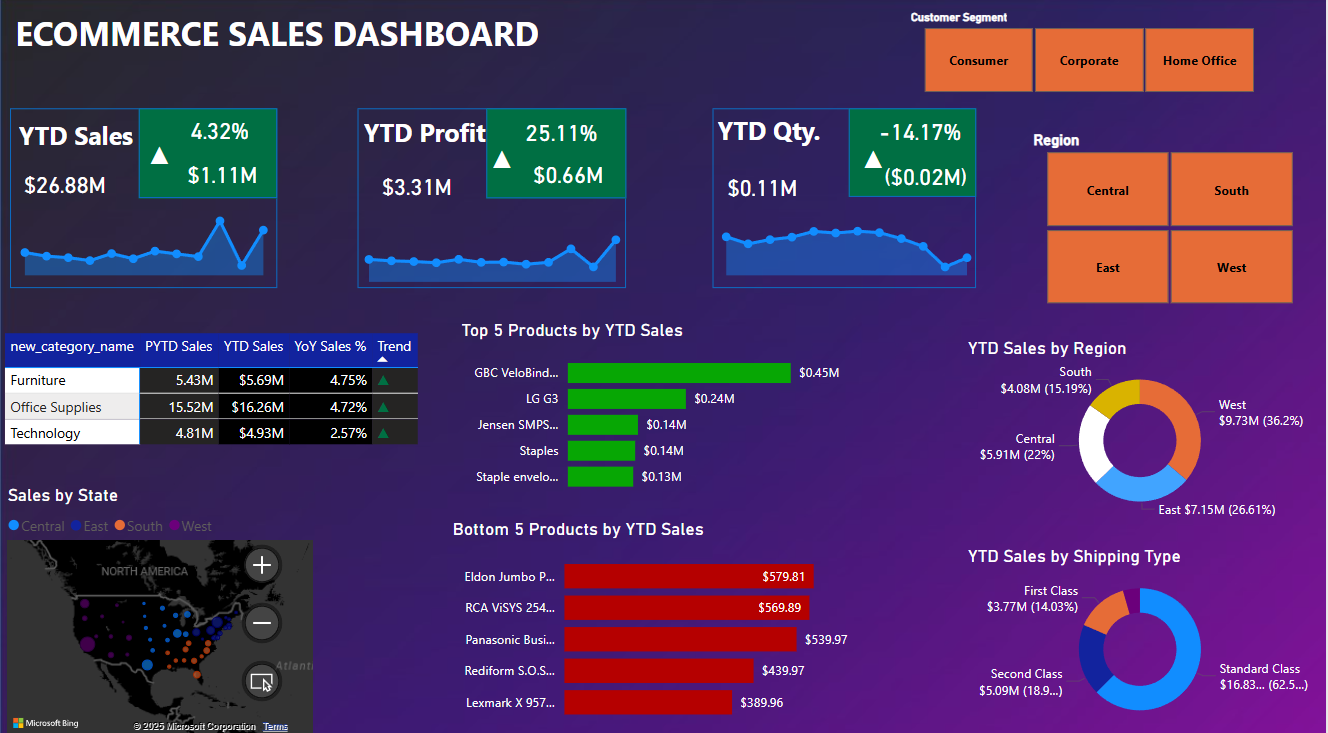 ECOMMERCE SALES DASHBOARD
Customer Segment
Consumer
Corporate
Home Office
YTD Sales
4.32%
$1.11M
$26.88M
YTD Profit
25.11%
$0.66M
$3.31M
YTD Qty.
-14.17%
($0.02M)
$0.11M
Region
Central
South
East
West
new_category_name PYTD Sales YTD Sales YoY Sales % Trend
Furniture 5.43M $5.69M 4.75%
Office Supplies 15.52M $16.26M 4.72%
Technology 4.81M $4.93M 2.57%
Top 5 Products by YTD Sales
GBC VeloBind... $0.45M
LG G3 $0.24M
Jensen SMPS... $0.14M
Staples $0.14M
Staple envelo... $0.13M
YTD Sales by Region
South
$4.08M (15.19%)
West
$9.73M (36.2%)
Central
$5.91M (22%)
East $7.15M (26.61%)
Sales by State
Central East South West
NORTH AMERICA
Atlanti
Microsoft Bing
© 2025 Microsoft Corporation Terms
Bottom 5 Products by YTD Sales
Eldon Jumbo P... $579.81
RCA ViSYS 254... $569.89
Panasonic Busi... $539.97
Rediform S.O.S... $439.97
Lexmark X 957... $389.96
YTD Sales by Shipping Type
First Class
$3.77M (14.03%)
Second Class
$5.09M (18.9...)
Standard Class
$16.83... (62.5...)